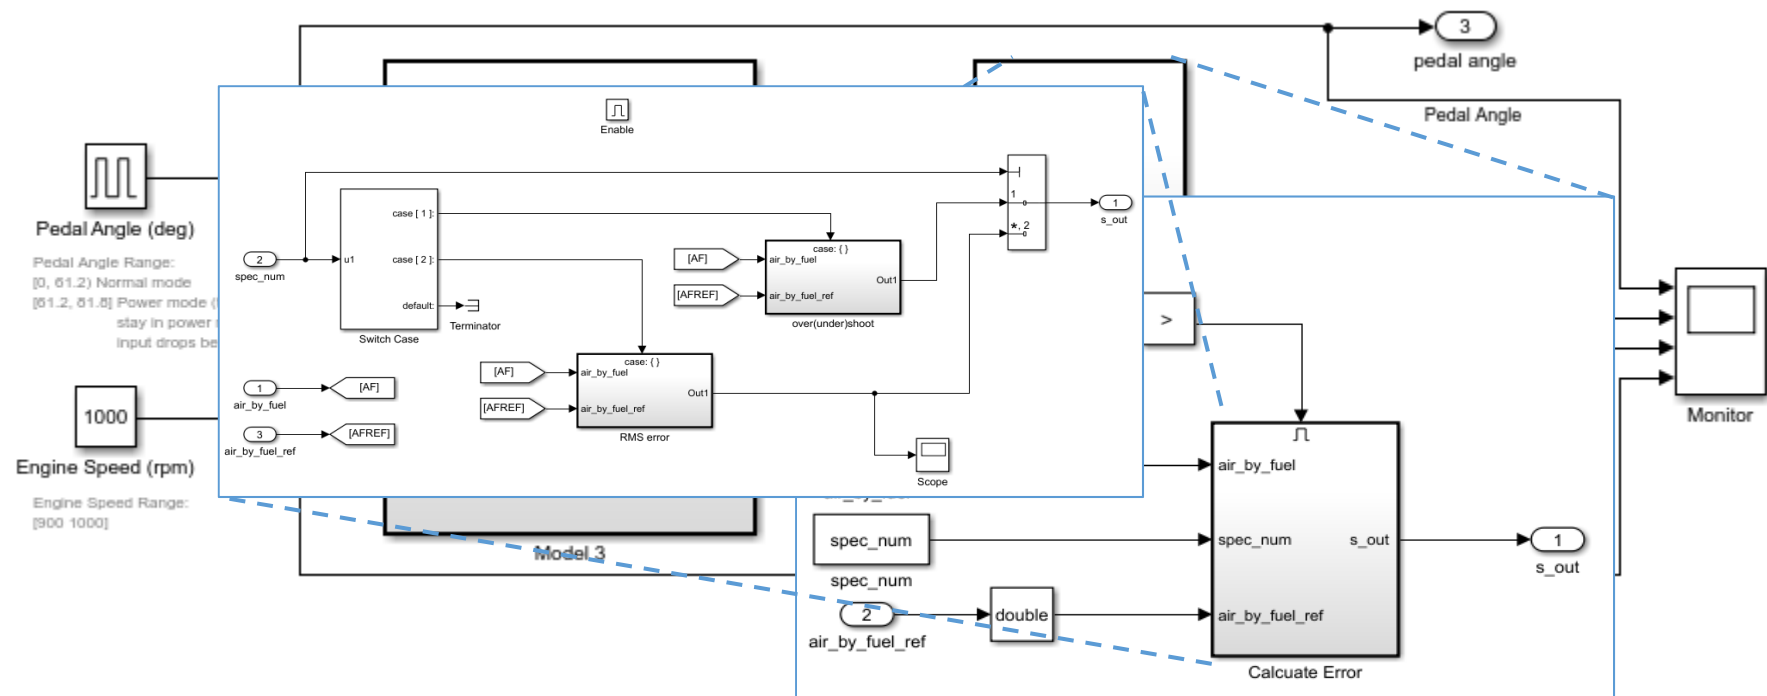 3
pedal angle
Pedal Angle
Pedal Angle (deg)
Pedal Angle Range:
[0, 61.2) Normal mode
[61.2, 81.8] Power mode
stay in power
input drops
1000
Engine Speed (rpm)
Engine Speed Range:
[900 1000]
Model 3
Monitor
Enable
case [ 1 ]:
case [ 2 ]:
default:
u1
Switch Case
Terminator
2
spec_num
1
air_by_fuel
3
air_by_fuel_ref
[AF]
[AFREF]
[AF]
[AFREF]
case: { }
air_by_fuel
air_by_fuel_ref
Out1
over(under)shoot
[AF]
[AFREF]
case: { }
air_by_fuel
air_by_fuel_ref
Out1
RMS error
Scope
1
*, 2
1
s_out
>
air_by_fuel
spec_num
air_by_fuel_ref
s_out
Calcuate Error
spec_num
spec_num
2
air_by_fuel_ref
double
1
s_out